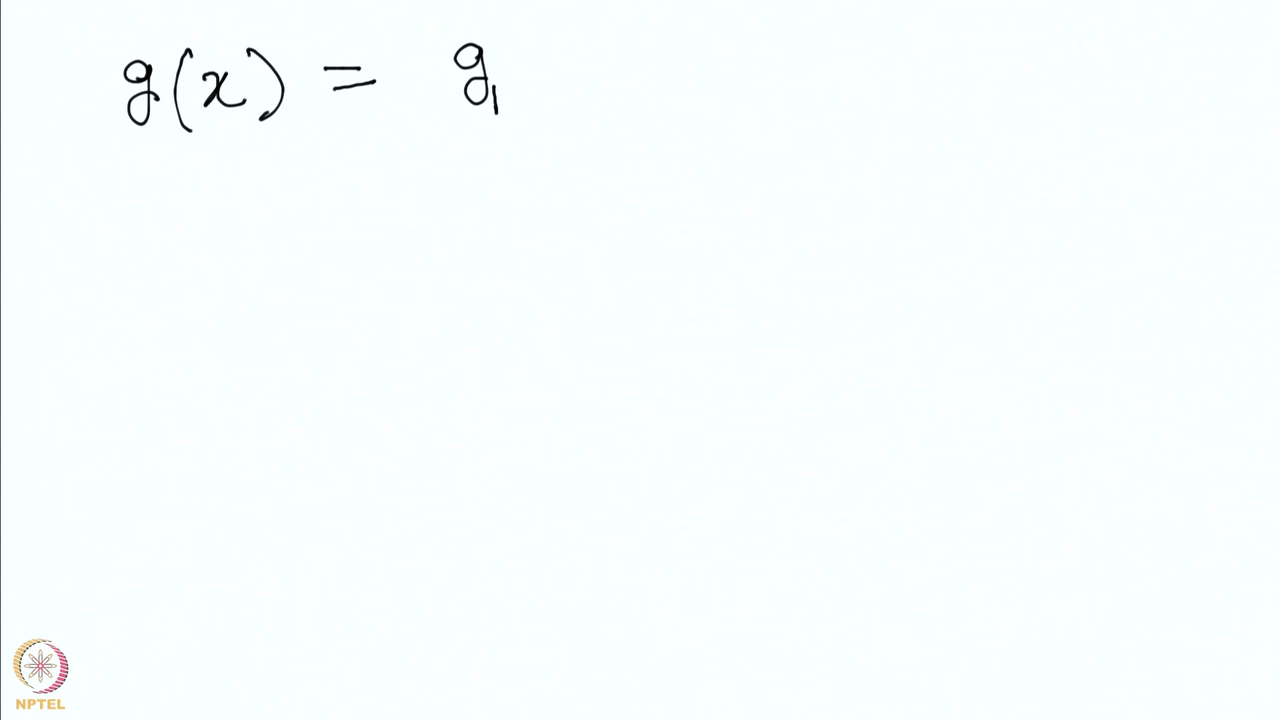 g(x) = g₁
NPTEL